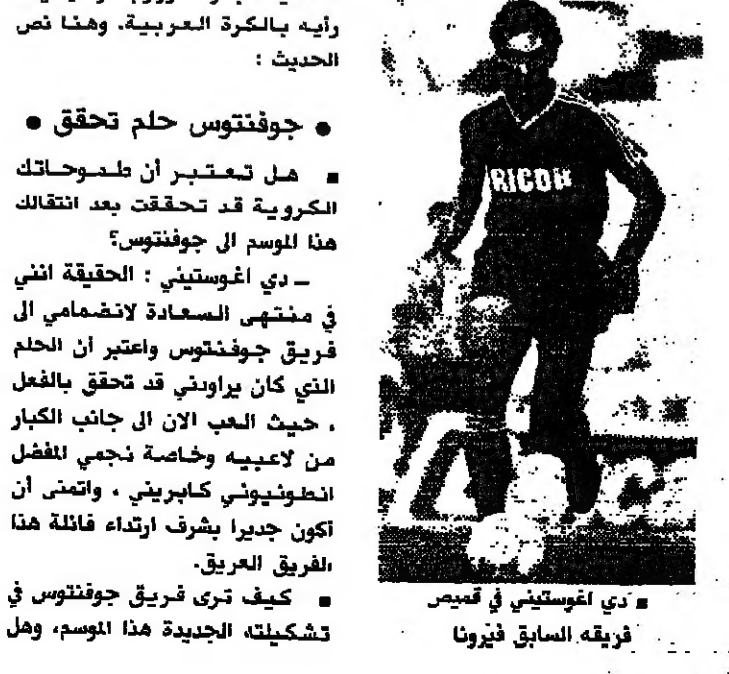 رأيه بالكرة العربية. وهنا نص
الحديث :
• جوفنتوس حلم تحقق •
■ هل تعتبر أن طموحاتك
الكروية قد تحققت بعد انتقالك
هذا الموسم الى جوفنتوس؟
ــ دي اغوستيني : الحقيقة انني
في منتهى السعادة لانضمامي الى
فريق جوفنتوس واعتبر أن الحلم
الذي كان يراودني قد تحقق بالفعل
، حيث العب الان الى جانب الكبار
من لاعبيه وخاصة نجمي المفضل
انطونيوني كابريني ، واتمنى أن
أكون جديرا بشرف ارتداء فانلة هذا
الفريق العريق.
■ كيف ترى فريق جوفنتوس في
تشكيلته الجديدة هذا الموسم، وهل
RICOH
■ دي اغوستيني في قميص
فريقه السابق فيرونا